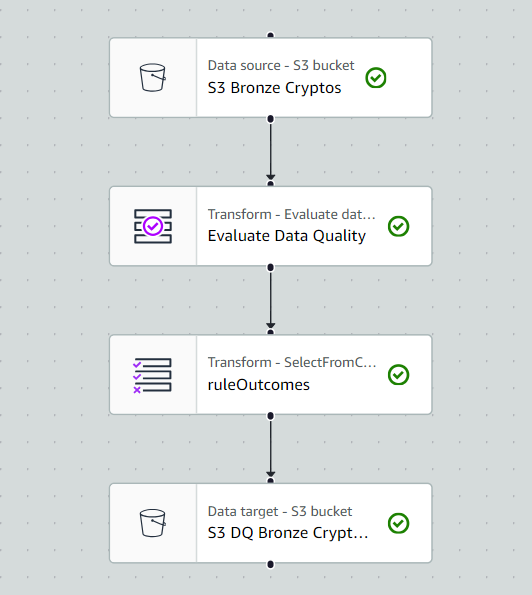 Data source - S3 bucket
S3 Bronze Cryptos
Transform - Evaluate dat...
Evaluate Data Quality
Transform - SelectFromC...
ruleOutcomes
Data target - S3 bucket
S3 DQ Bronze Crypt...